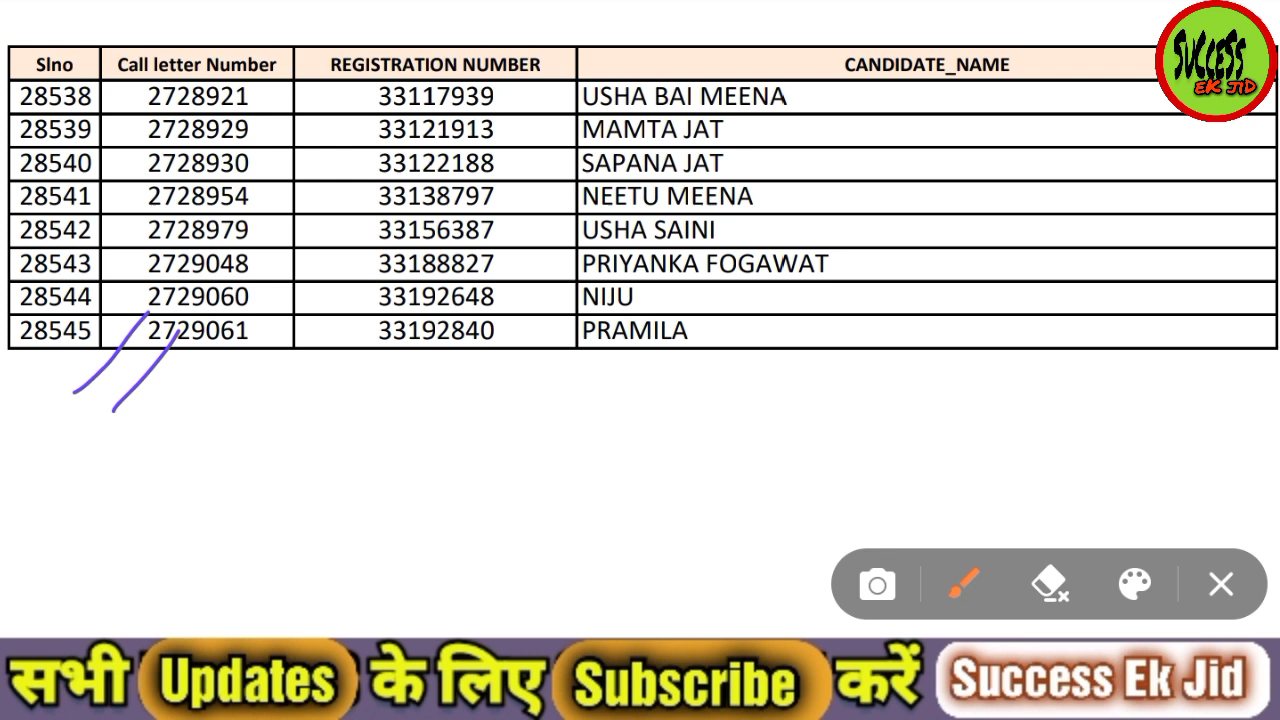 Slno Call letter Number REGISTRATION NUMBER CANDIDATE_NAME
28538 2728921 33117939 USHA BAI MEENA
28539 2728929 33121913 MAMTA JAT
28540 2728930 33122188 SAPANA JAT
28541 2728954 33138797 NEETU MEENA
28542 2728979 33156387 USHA SAINI
28543 2729048 33188827 PRIYANKA FOGAWAT
28544 2729060 33192648 NIJU
28545 2729061 33192840 PRAMILA
SUCCESS
EK JID
सभी Updates के लिए Subscribe करें Success Ek Jid